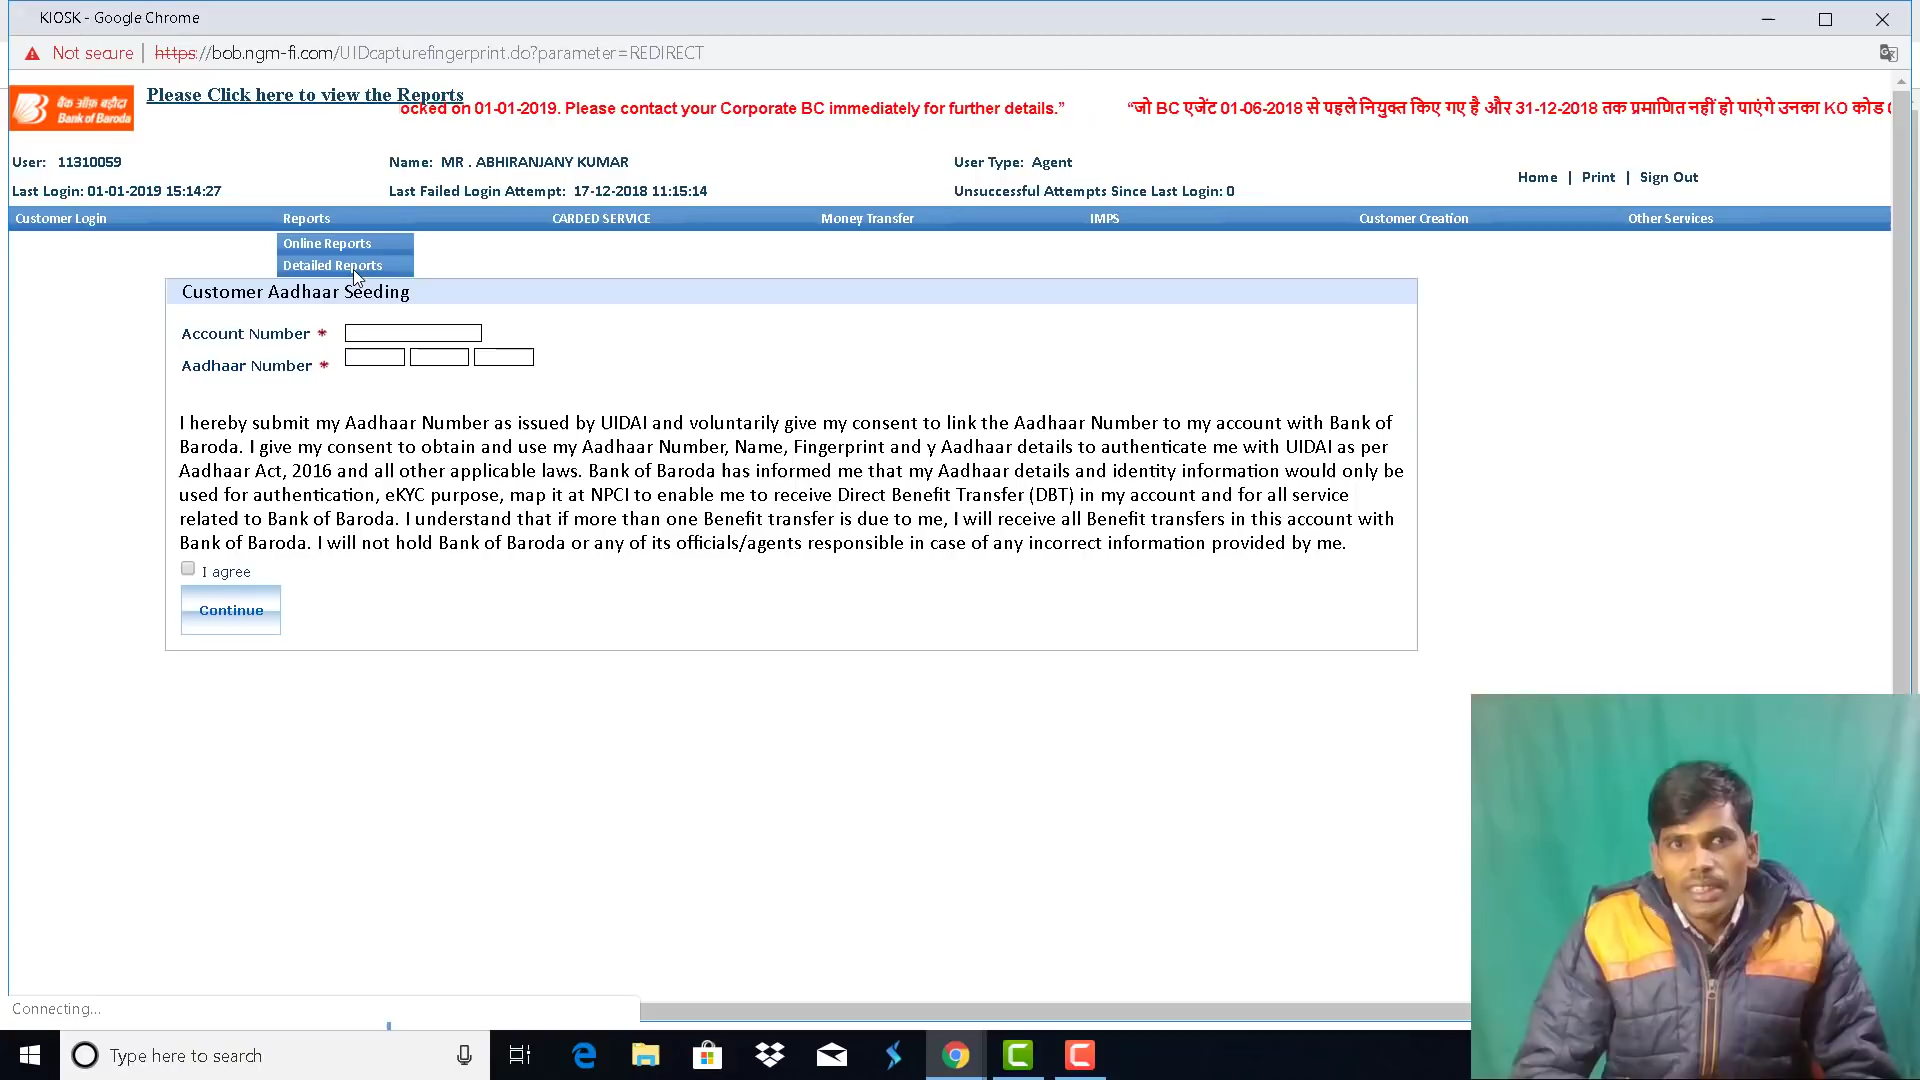 KIOSK - Google Chrome
Not secure | https://bob.ngm-fi.com/UIDcapturefingerprint.do?parameter=REDIRECT
बैंक ऑफ़ बड़ौदा
Bank of Baroda
Please Click here to view the Reports
ocked on 01-01-2019. Please contact your Corporate BC immediately for further details.” “जो BC एजेंट 01-06-2018 से पहले नियुक्त किए गए है और 31-12-2018 तक प्रमाणित नहीं हो पाएंगे उनका KO कोड
User: 11310059 Name: MR . ABHIRANJANY KUMAR User Type: Agent
Home | Print | Sign Out
Last Login: 01-01-2019 15:14:27 Last Failed Login Attempt: 17-12-2018 11:15:14 Unsuccessful Attempts Since Last Login: 0
Customer Login Reports CARDED SERVICE Money Transfer IMPS Customer Creation Other Services
Online Reports
Detailed Reports
Customer Aadhaar Seeding
Account Number *
Aadhaar Number *
I hereby submit my Aadhaar Number as issued by UIDAI and voluntarily give my consent to link the Aadhaar Number to my account with Bank of
Baroda. I give my consent to obtain and use my Aadhaar Number, Name, Fingerprint and y Aadhaar details to authenticate me with UIDAI as per
Aadhaar Act, 2016 and all other applicable laws. Bank of Baroda has informed me that my Aadhaar details and identity information would only be
used for authentication, eKYC purpose, map it at NPCI to enable me to receive Direct Benefit Transfer (DBT) in my account and for all service
related to Bank of Baroda. I understand that if more than one Benefit transfer is due to me, I will receive all Benefit transfers in this account with
Bank of Baroda. I will not hold Bank of Baroda or any of its officials/agents responsible in case of any incorrect information provided by me.
I agree
Continue
Connecting...
Type here to search